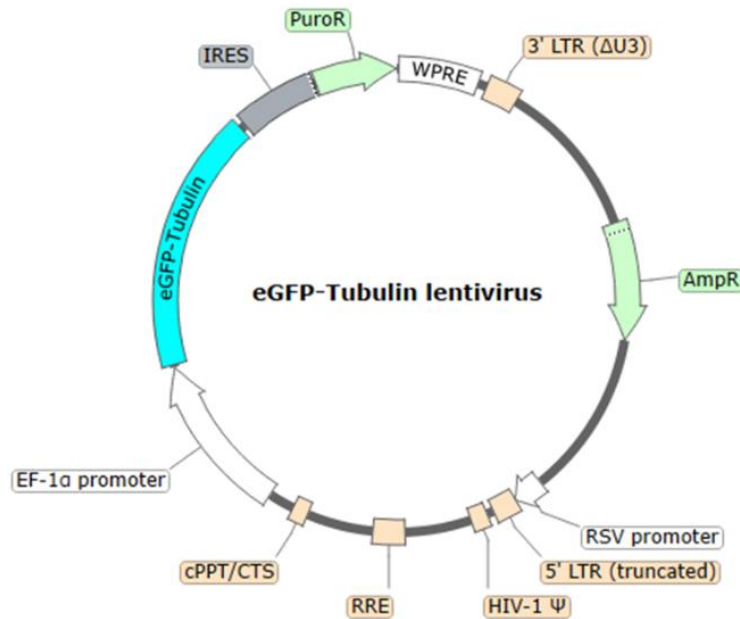 PuroR
IRES
WPRE
3' LTR (ΔU3)
eGFP-Tubulin
eGFP-Tubulin lentivirus
AmpR
EF-1α promoter
RSV promoter
cPPT/CTS
5' LTR (truncated)
RRE
HIV-1 Ψ